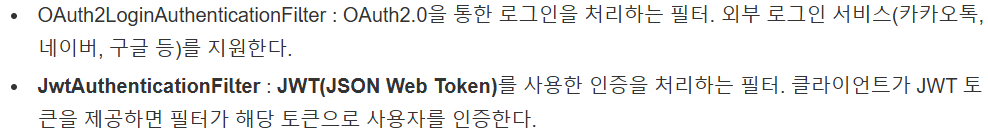 • OAuth2LoginAuthenticationFilter : OAuth2.0을 통한 로그인을 처리하는 필터. 외부 로그인 서비스(카카오톡,
네이버, 구글 등)를 지원한다.
• JwtAuthenticationFilter : JWT(JSON Web Token)를 사용한 인증을 처리하는 필터. 클라이언트가 JWT 토
큰을 제공하면 필터가 해당 토큰으로 사용자를 인증한다.